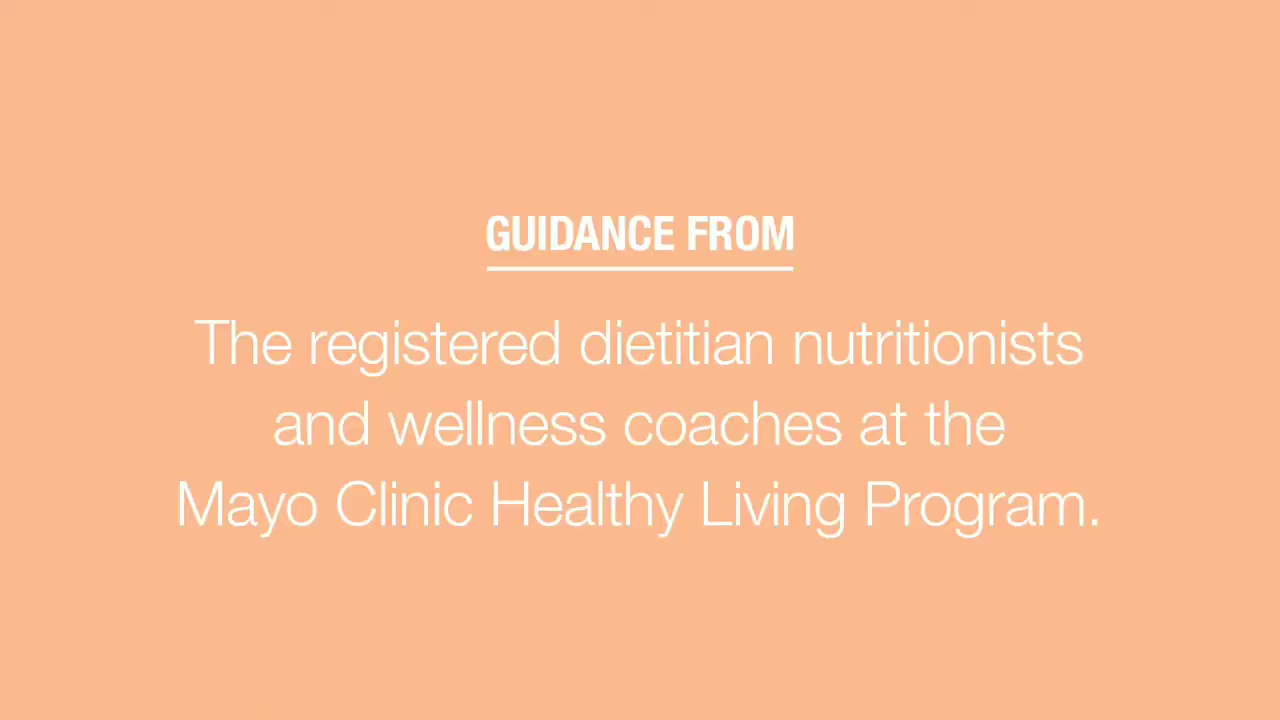 GUIDANCE FROM
The registered dietitian nutritionists
and wellness coaches at the
Mayo Clinic Healthy Living Program.